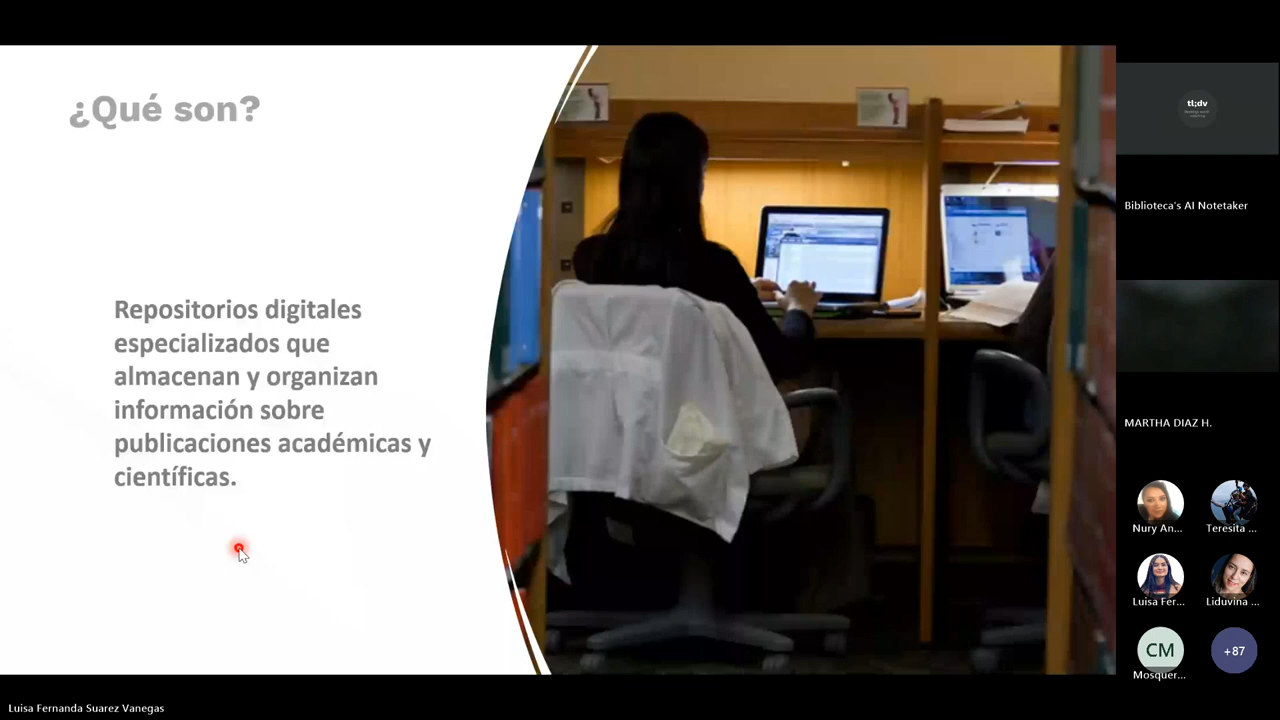 ¿Qué son?
Repositorios digitales
especializados que
almacenan y organizan
información sobre
publicaciones académicas y
científicas.
tl;dv
Biblioteca's AI Notetaker
MARTHA DIAZ H.
Nury An...
Teresita ...
Luisa Fer...
Liduvina ...
CM
+87
Mosquer...
Luisa Fernanda Suarez Vanegas